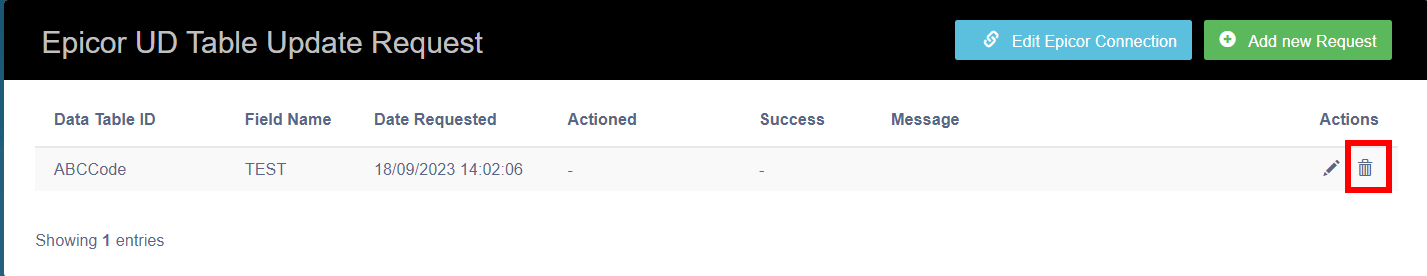 Epicor UD Table Update Request
Edit Epicor Connection
Add new Request
Data Table ID Field Name Date Requested Actioned Success Message Actions
ABCCode TEST 18/09/2023 14:02:06 - -
Showing 1 entries